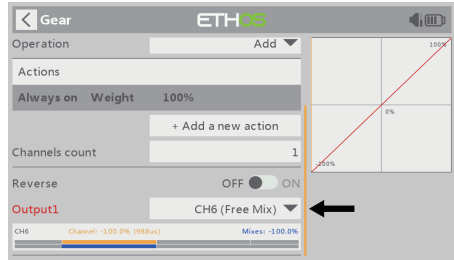 Gear
ETHOS
Operation Add
Actions
Always on Weight 100%
+ Add a new action
Channels count 1
Reverse OFF ON
Output1 CH6 (Free Mix)
CH6 Channel: -100.0% (988us) Mixes: -100.0%
100%
0%
-100%